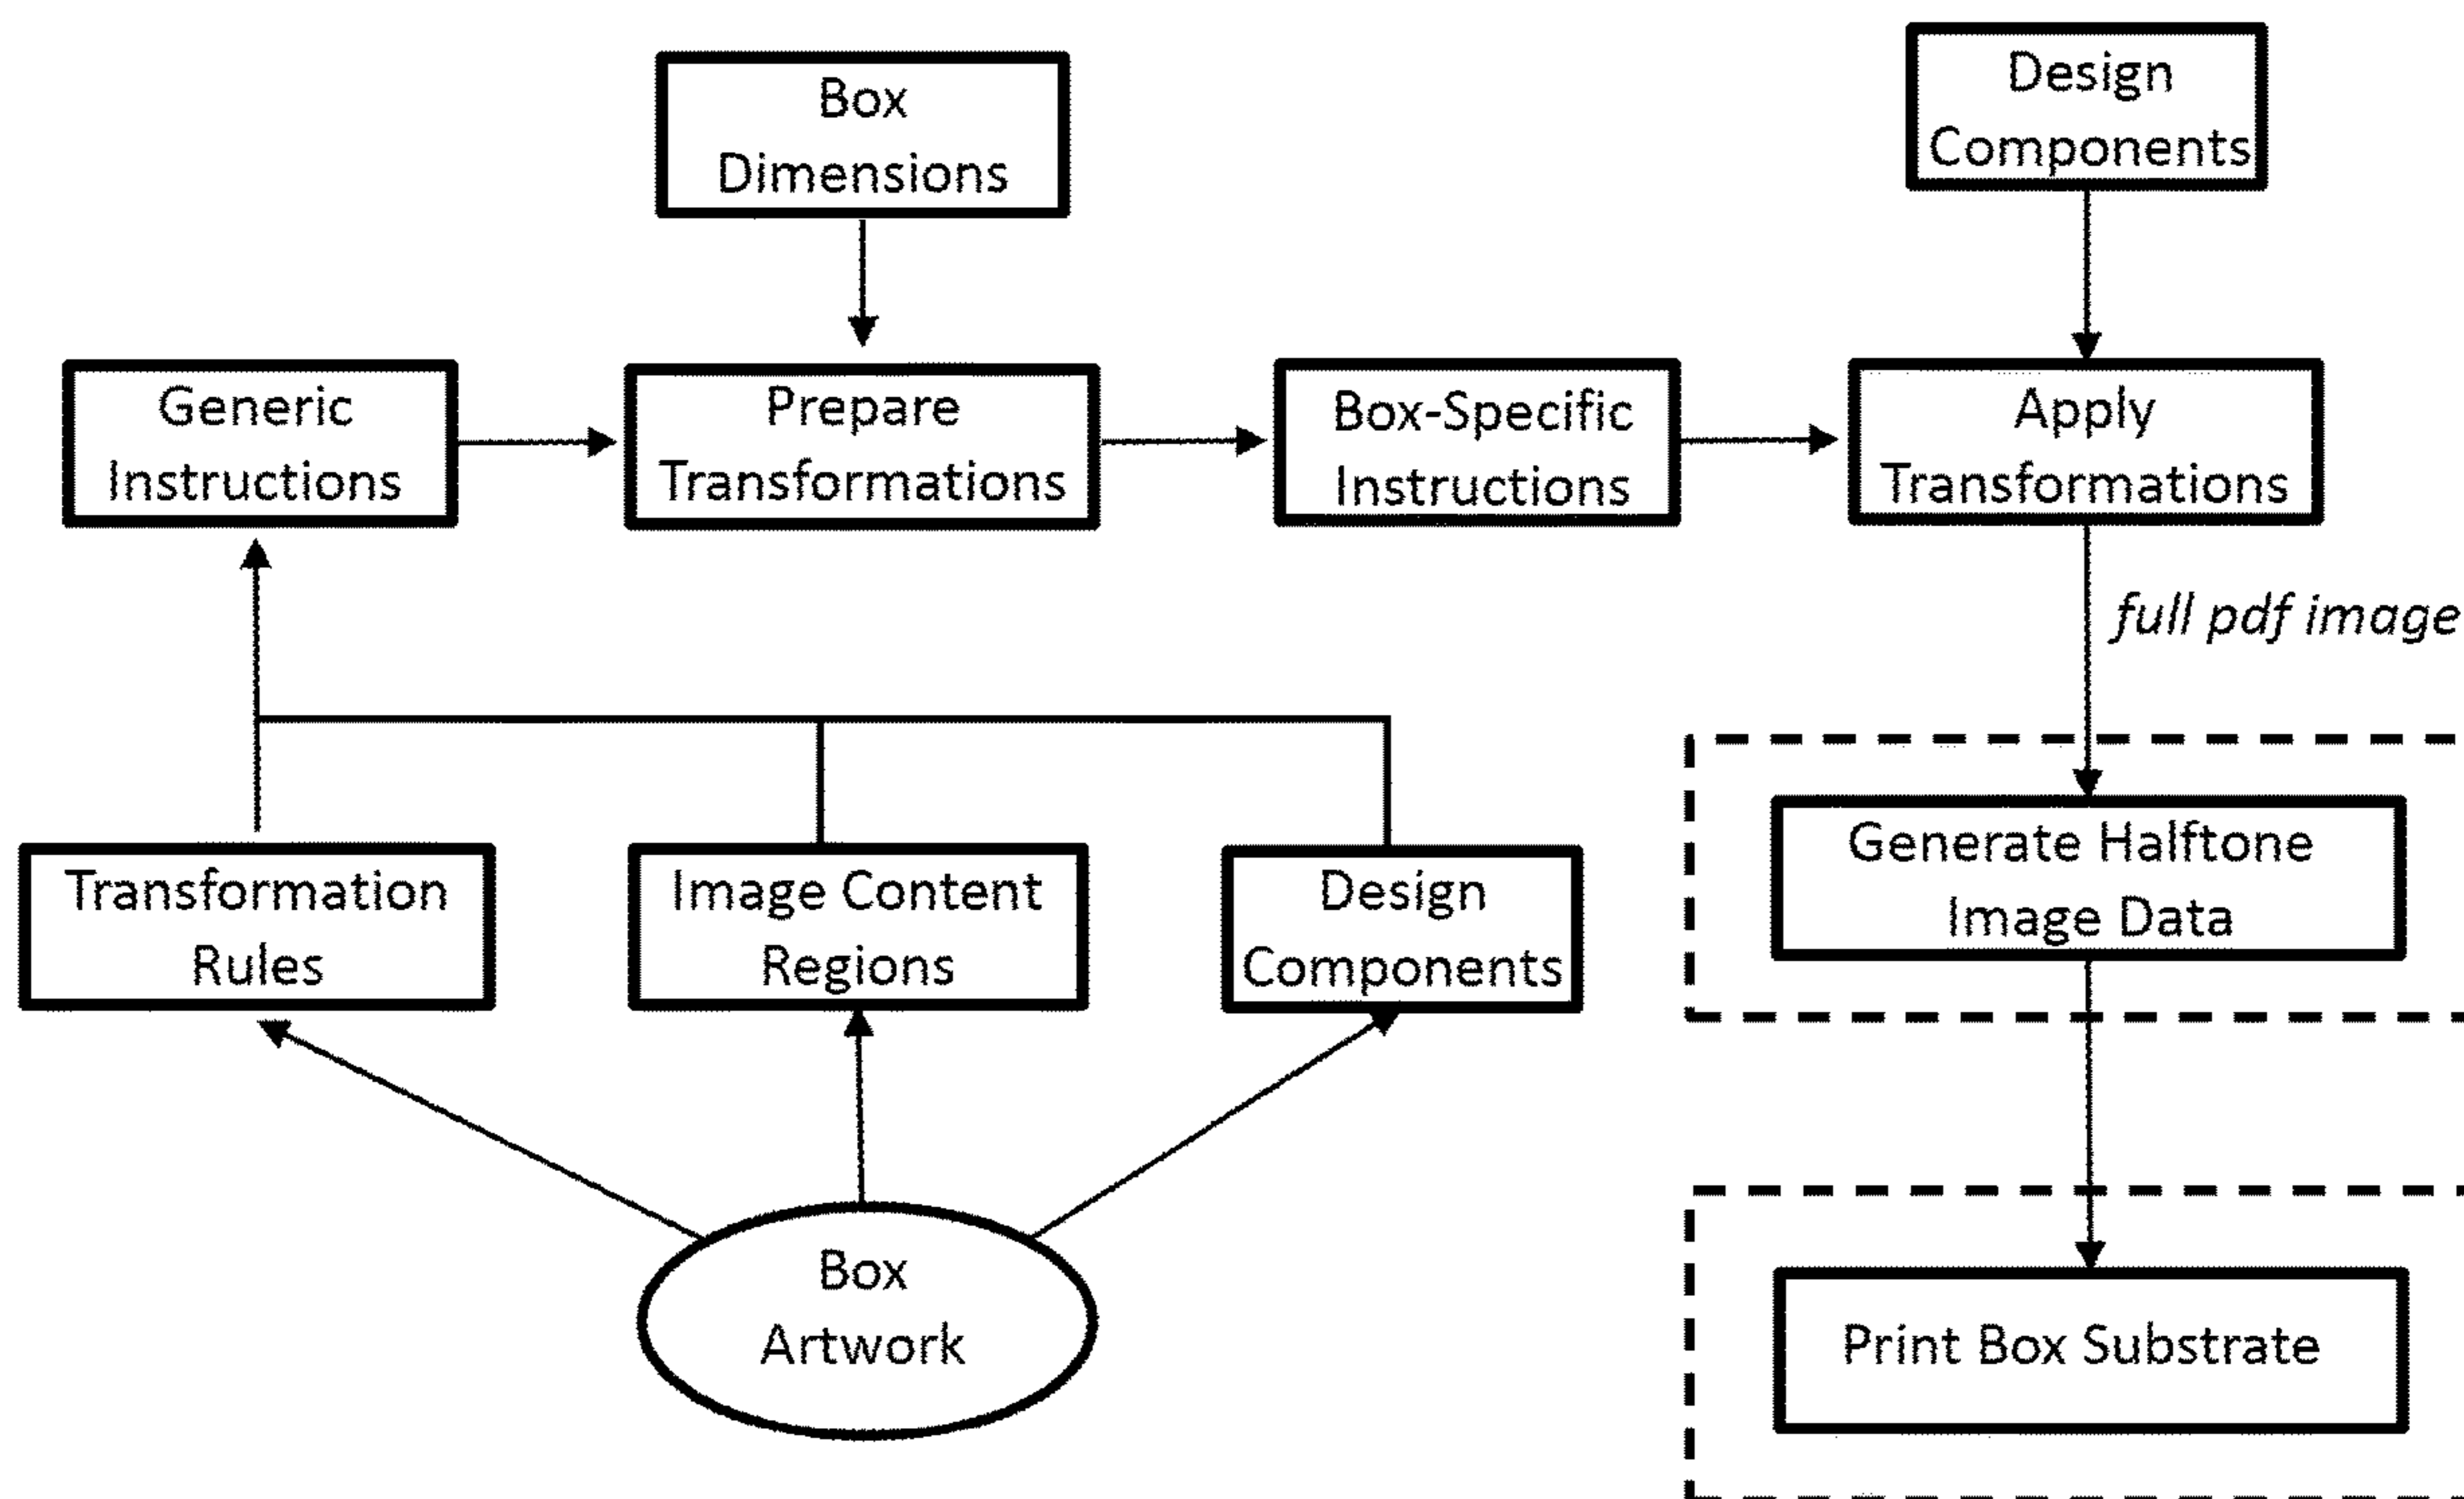 Box
Dimensions
Design
Components
Generic
Instructions
Prepare
Transformations
Box-Specific
Instructions
Apply
Transformations
full pdf image
Transformation
Rules
Image Content
Regions
Design
Components
Generate Halftone
Image Data
Box
Artwork
Print Box Substrate